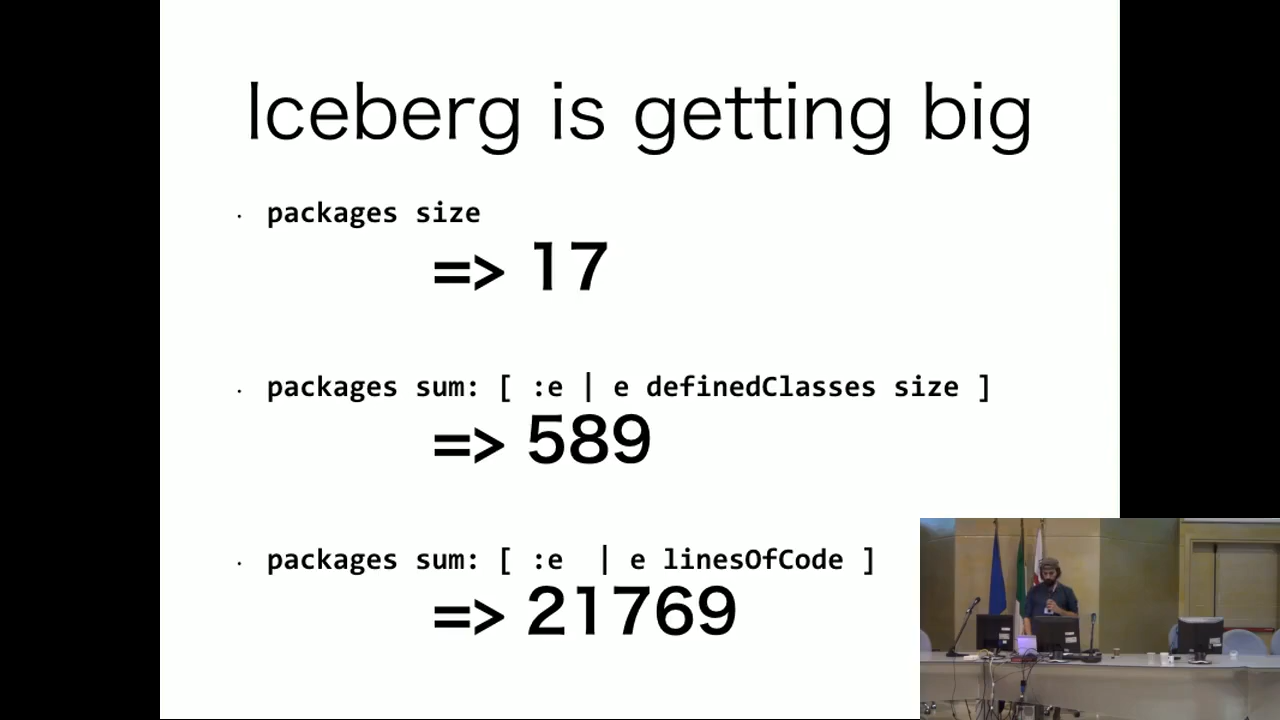 Iceberg is getting big
· packages size
=> 17
· packages sum: [ :e | e definedClasses size ]
=> 589
· packages sum: [ :e | e linesOfCode ]
=> 21769